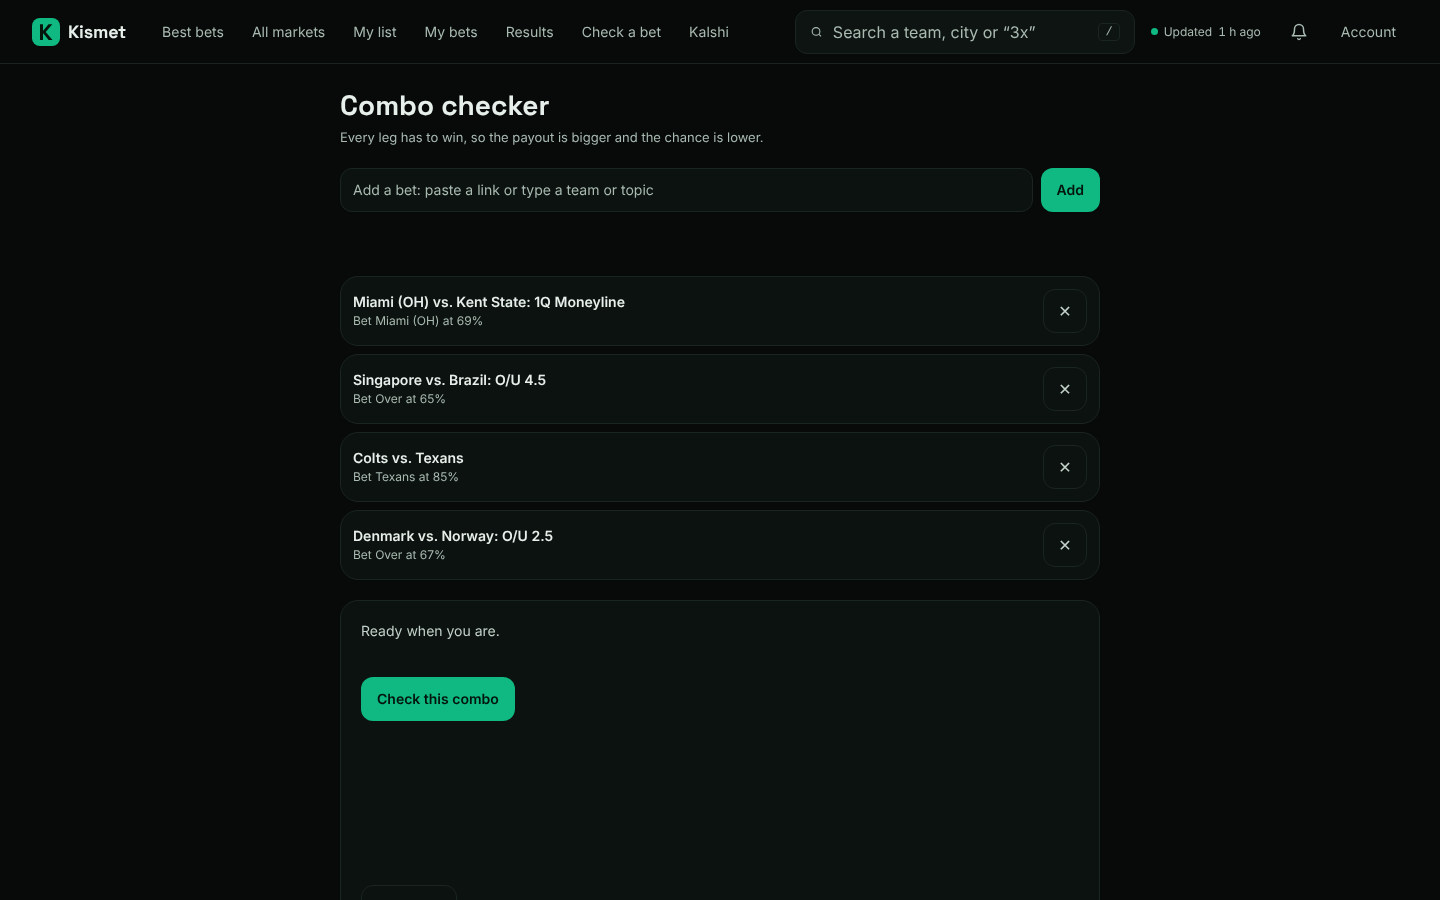 K Kismet
Best bets
All markets
My list
My bets
Results
Check a bet
Kalshi
Search a team, city or “3x”
/
Updated 1 h ago
Account
Combo checker
Every leg has to win, so the payout is bigger and the chance is lower.
Add a bet: paste a link or type a team or topic
Add
Miami (OH) vs. Kent State: 1Q Moneyline
Bet Miami (OH) at 69%
Singapore vs. Brazil: O/U 4.5
Bet Over at 65%
Colts vs. Texans
Bet Texans at 85%
Denmark vs. Norway: O/U 2.5
Bet Over at 67%
Ready when you are.
Check this combo